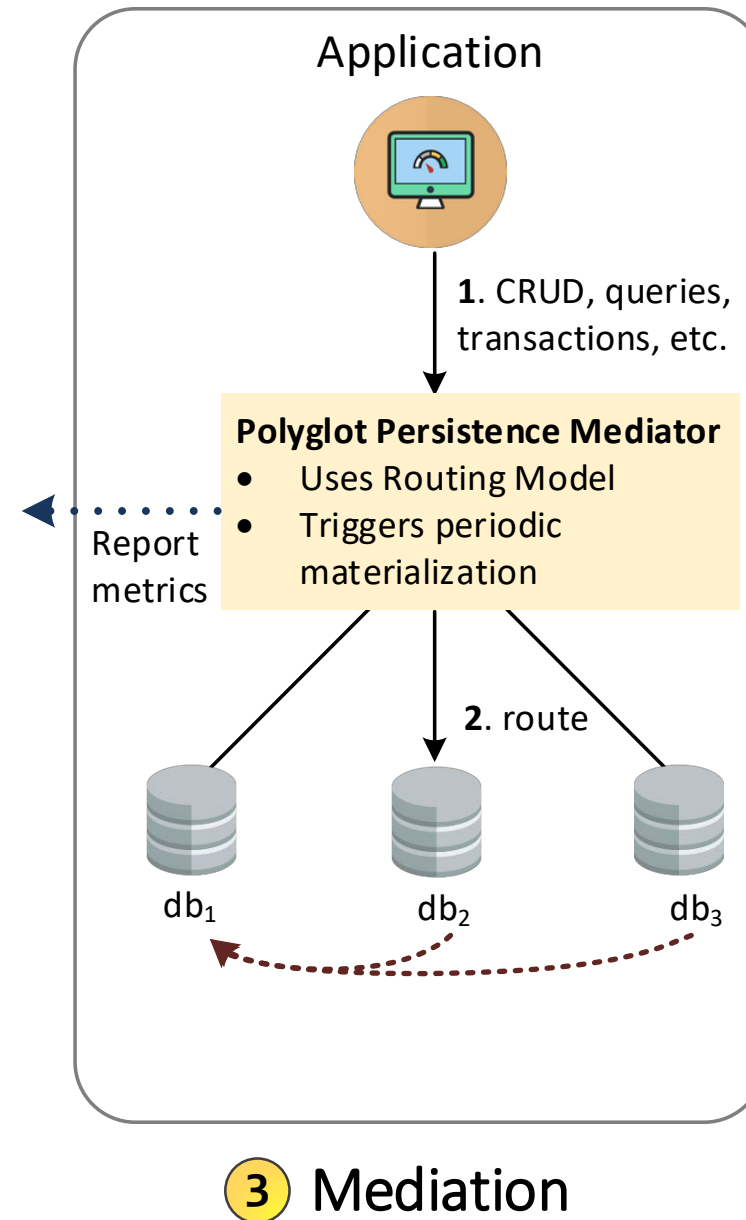 Application
1. CRUD, queries,
transactions, etc.
Polyglot Persistence Mediator
• Uses Routing Model
• Triggers periodic
materialization
Report
metrics
2. route
db₁
db₂
db₃
3 Mediation